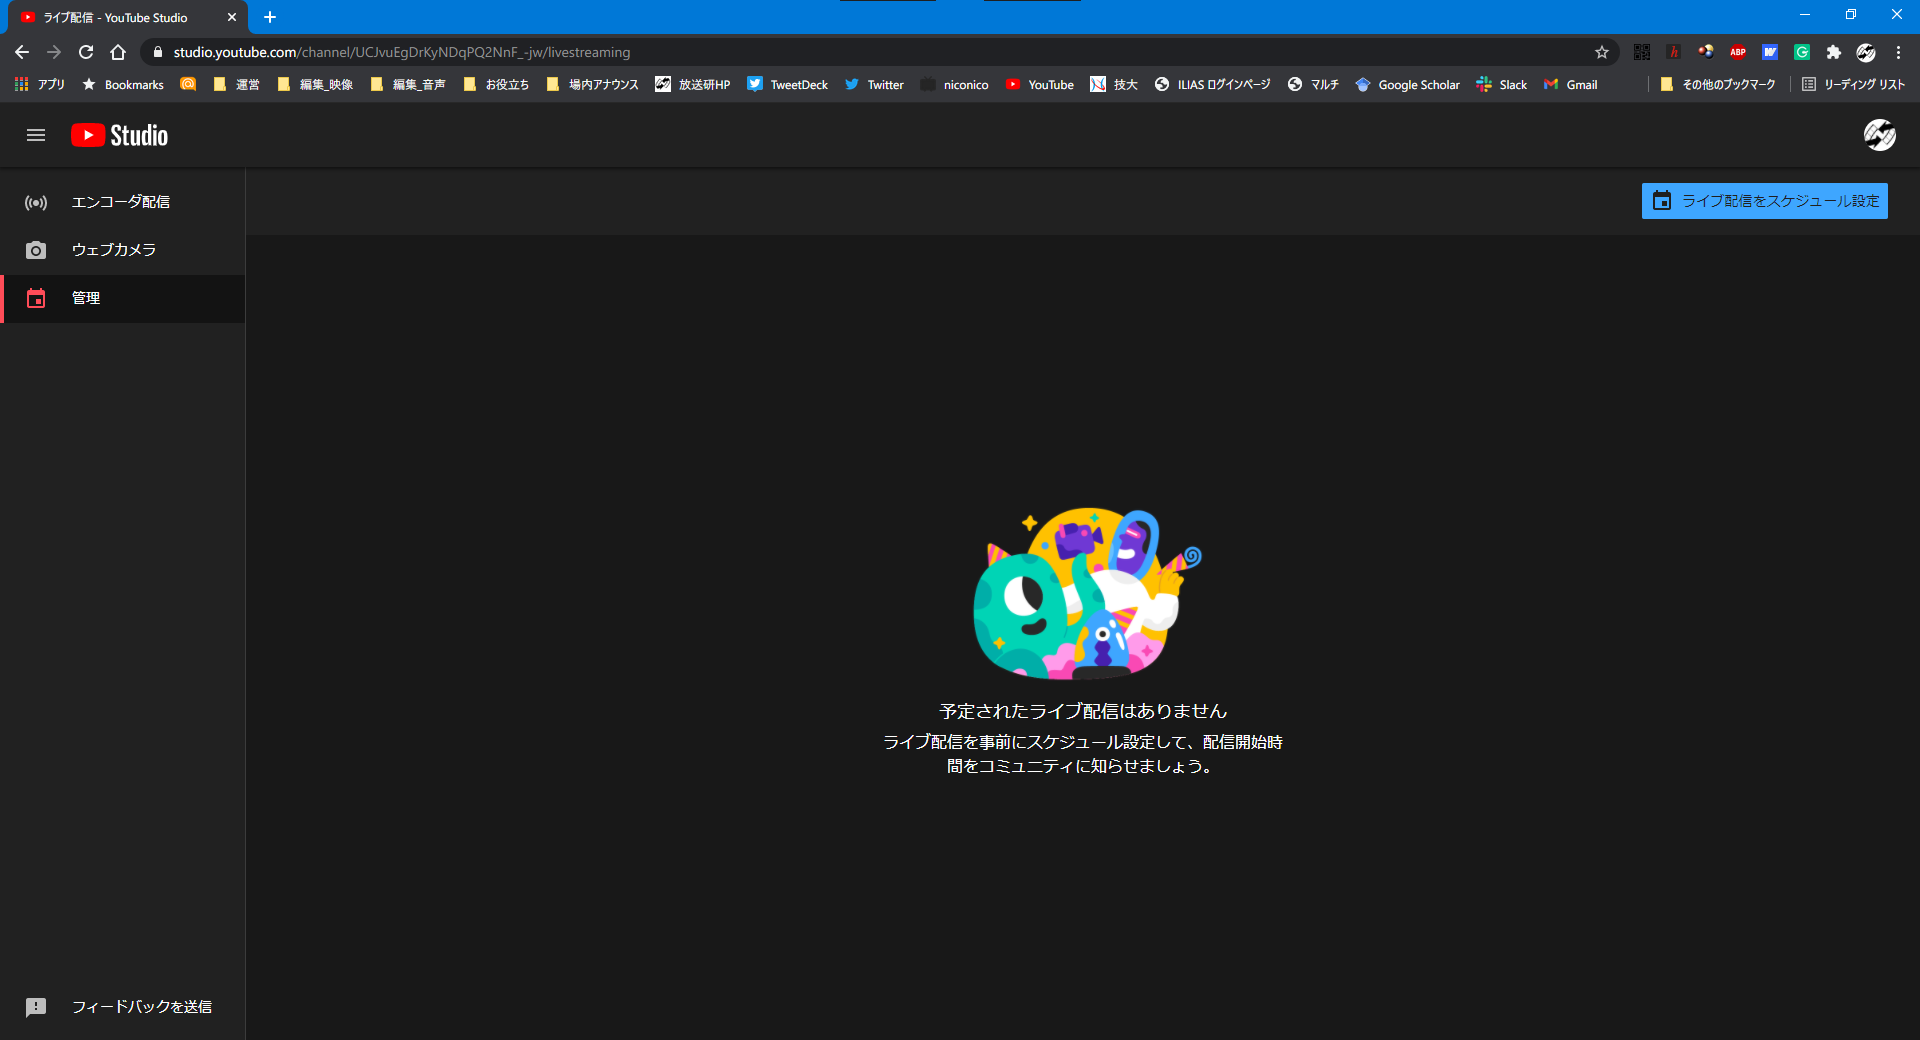 ライブ配信 - YouTube Studio
studio.youtube.com/channel/UCJvuEgDrKyNDqPQ2NnF_-jw/livestreaming
ABP
アプリ Bookmarks 運営 編集_映像 編集_音声 お役立ち 場内アナウンス 放送研HP TweetDeck Twitter niconico YouTube 技大 ILIAS ログインページ マルチ Google Scholar Slack Gmail その他のブックマーク リーディング リスト
Studio
エンコーダ配信
ライブ配信をスケジュール設定
ウェブカメラ
管理
予定されたライブ配信はありません
ライブ配信を事前にスケジュール設定して、配信開始時
間をコミュニティに知らせましょう。
フィードバックを送信